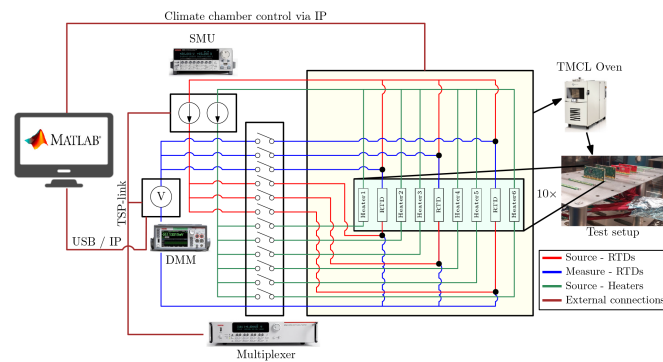 Climate chamber control via IP
SMU
TMCL Oven
MATLAB®
TSP-link
V
Heater1
RTD
Heater2
Heater3
RTD
Heater4
Heater5
RTD
Heater6
10×
USB / IP
DMM
Test setup
Source - RTDs
Measure - RTDs
Source - Heaters
External connections
Multiplexer